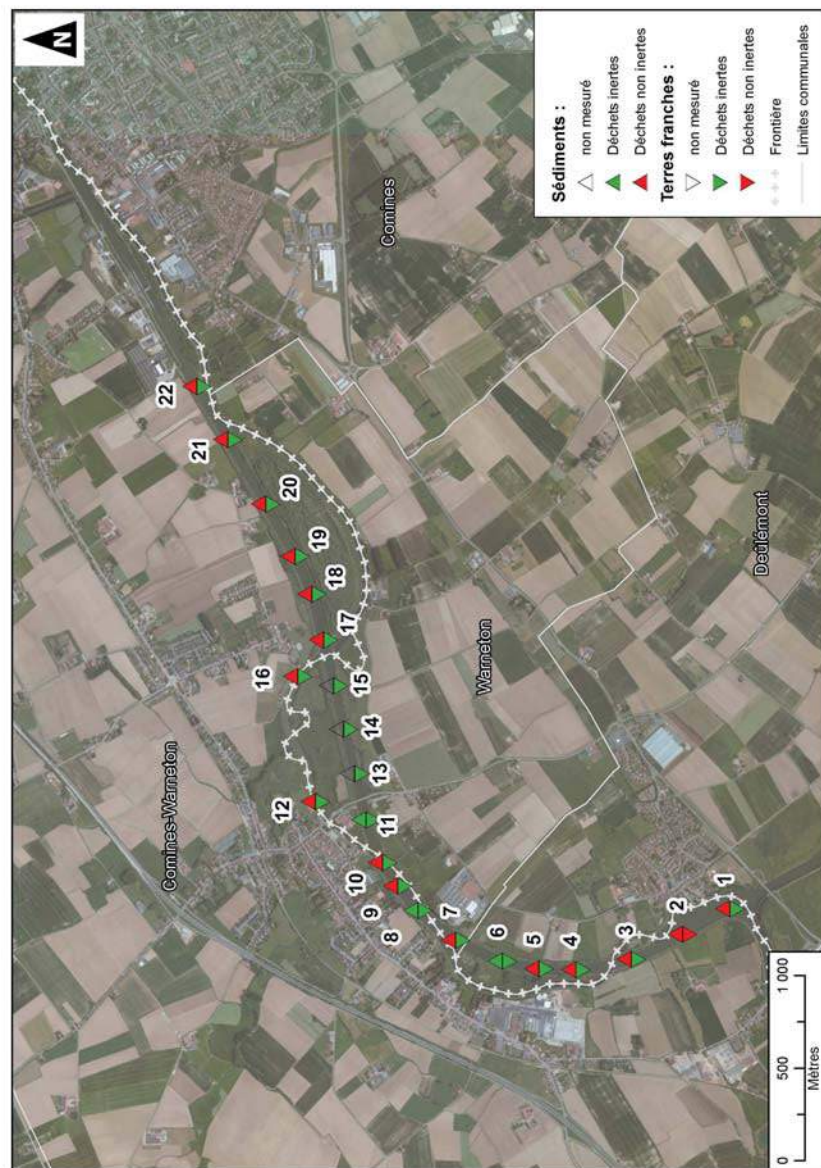 N
Sédiments :
non mesuré
Déchets inertes
Déchets non inertes
Terres franches :
non mesuré
Déchets inertes
Déchets non inertes
Frontière
Limites communales
Comines-Warneton
Comines
Warneton
Deûlémont
22
21
20
19
18
17
16
15
14
13
12
11
10
9
8
7
6
5
4
3
2
1
0 500 1 000
Mètres